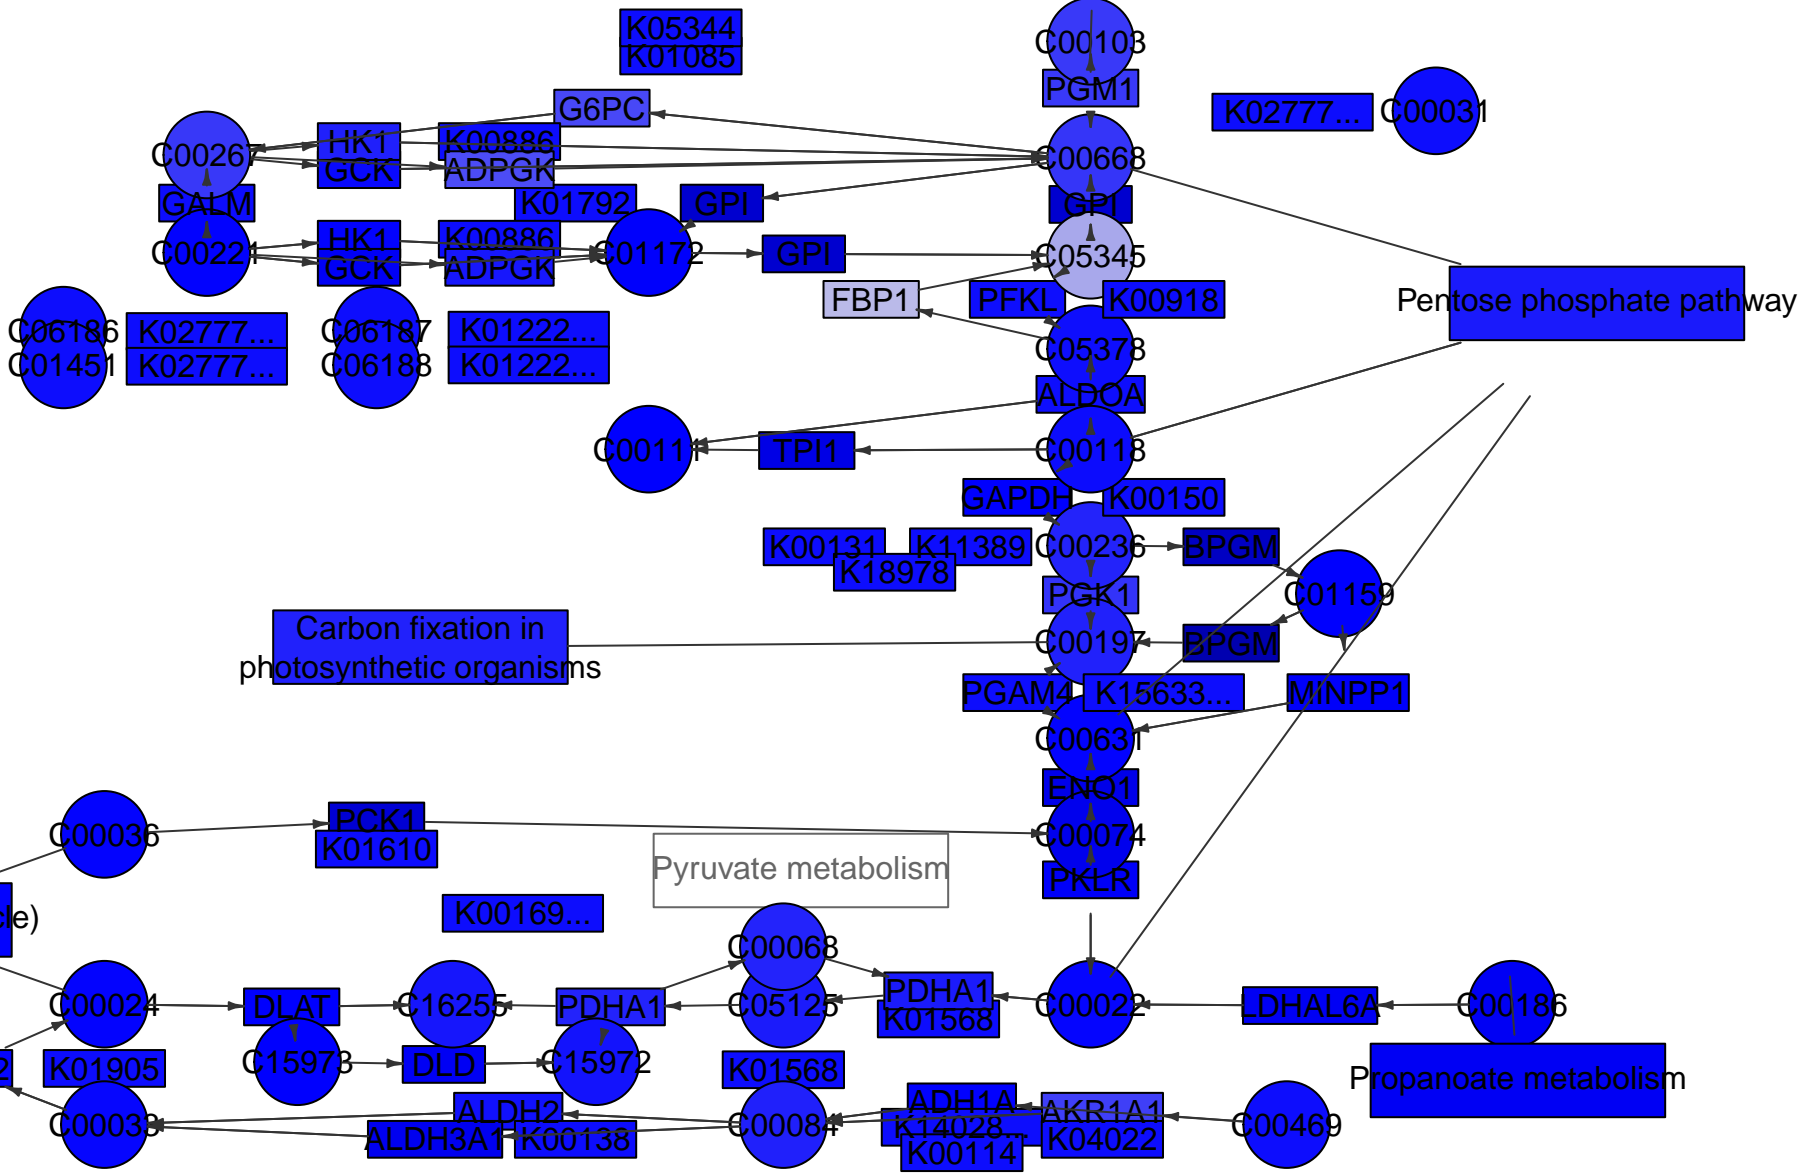 K05344
K01085
C00103
PGM1
K02777...
C00031
G6PC
C00267
HK1
K00886
GCK
ADPGK
C00668
GALM
K01792
GPI
GPI
C00221
HK1
K00886
GCK
ADPGK
C01172
GPI
C05345
FBP1
PFKL
K00918
Pentose phosphate pathway
C06186
K02777...
C06187
K01222...
C01451
K02777...
C06188
K01222...
C05378
ALDOA
C00111
TPI1
C00118
GAPDH
K00150
K00131
K11389
C00236
BPGM
K18978
PGK1
C01159
Carbon fixation in
photosynthetic organisms
C00197
BPGM
PGAM4
K15633...
MINPP1
C00631
ENO1
C00036
PCK1
K01610
C00074
Pyruvate metabolism
PKLR
cle)
K00169...
C00068
C00024
DLAT
C16255
PDHA1
C05125
PDHA1
K01568
C00022
LDHAL6A
C00186
2
K01905
C15973
DLD
C15972
K01568
Propanoate metabolism
C00033
ALDH2
ALDH3A1
K00138
C00084
ADH1A
K14028...
K00114
AKR1A1
K04022
C00469